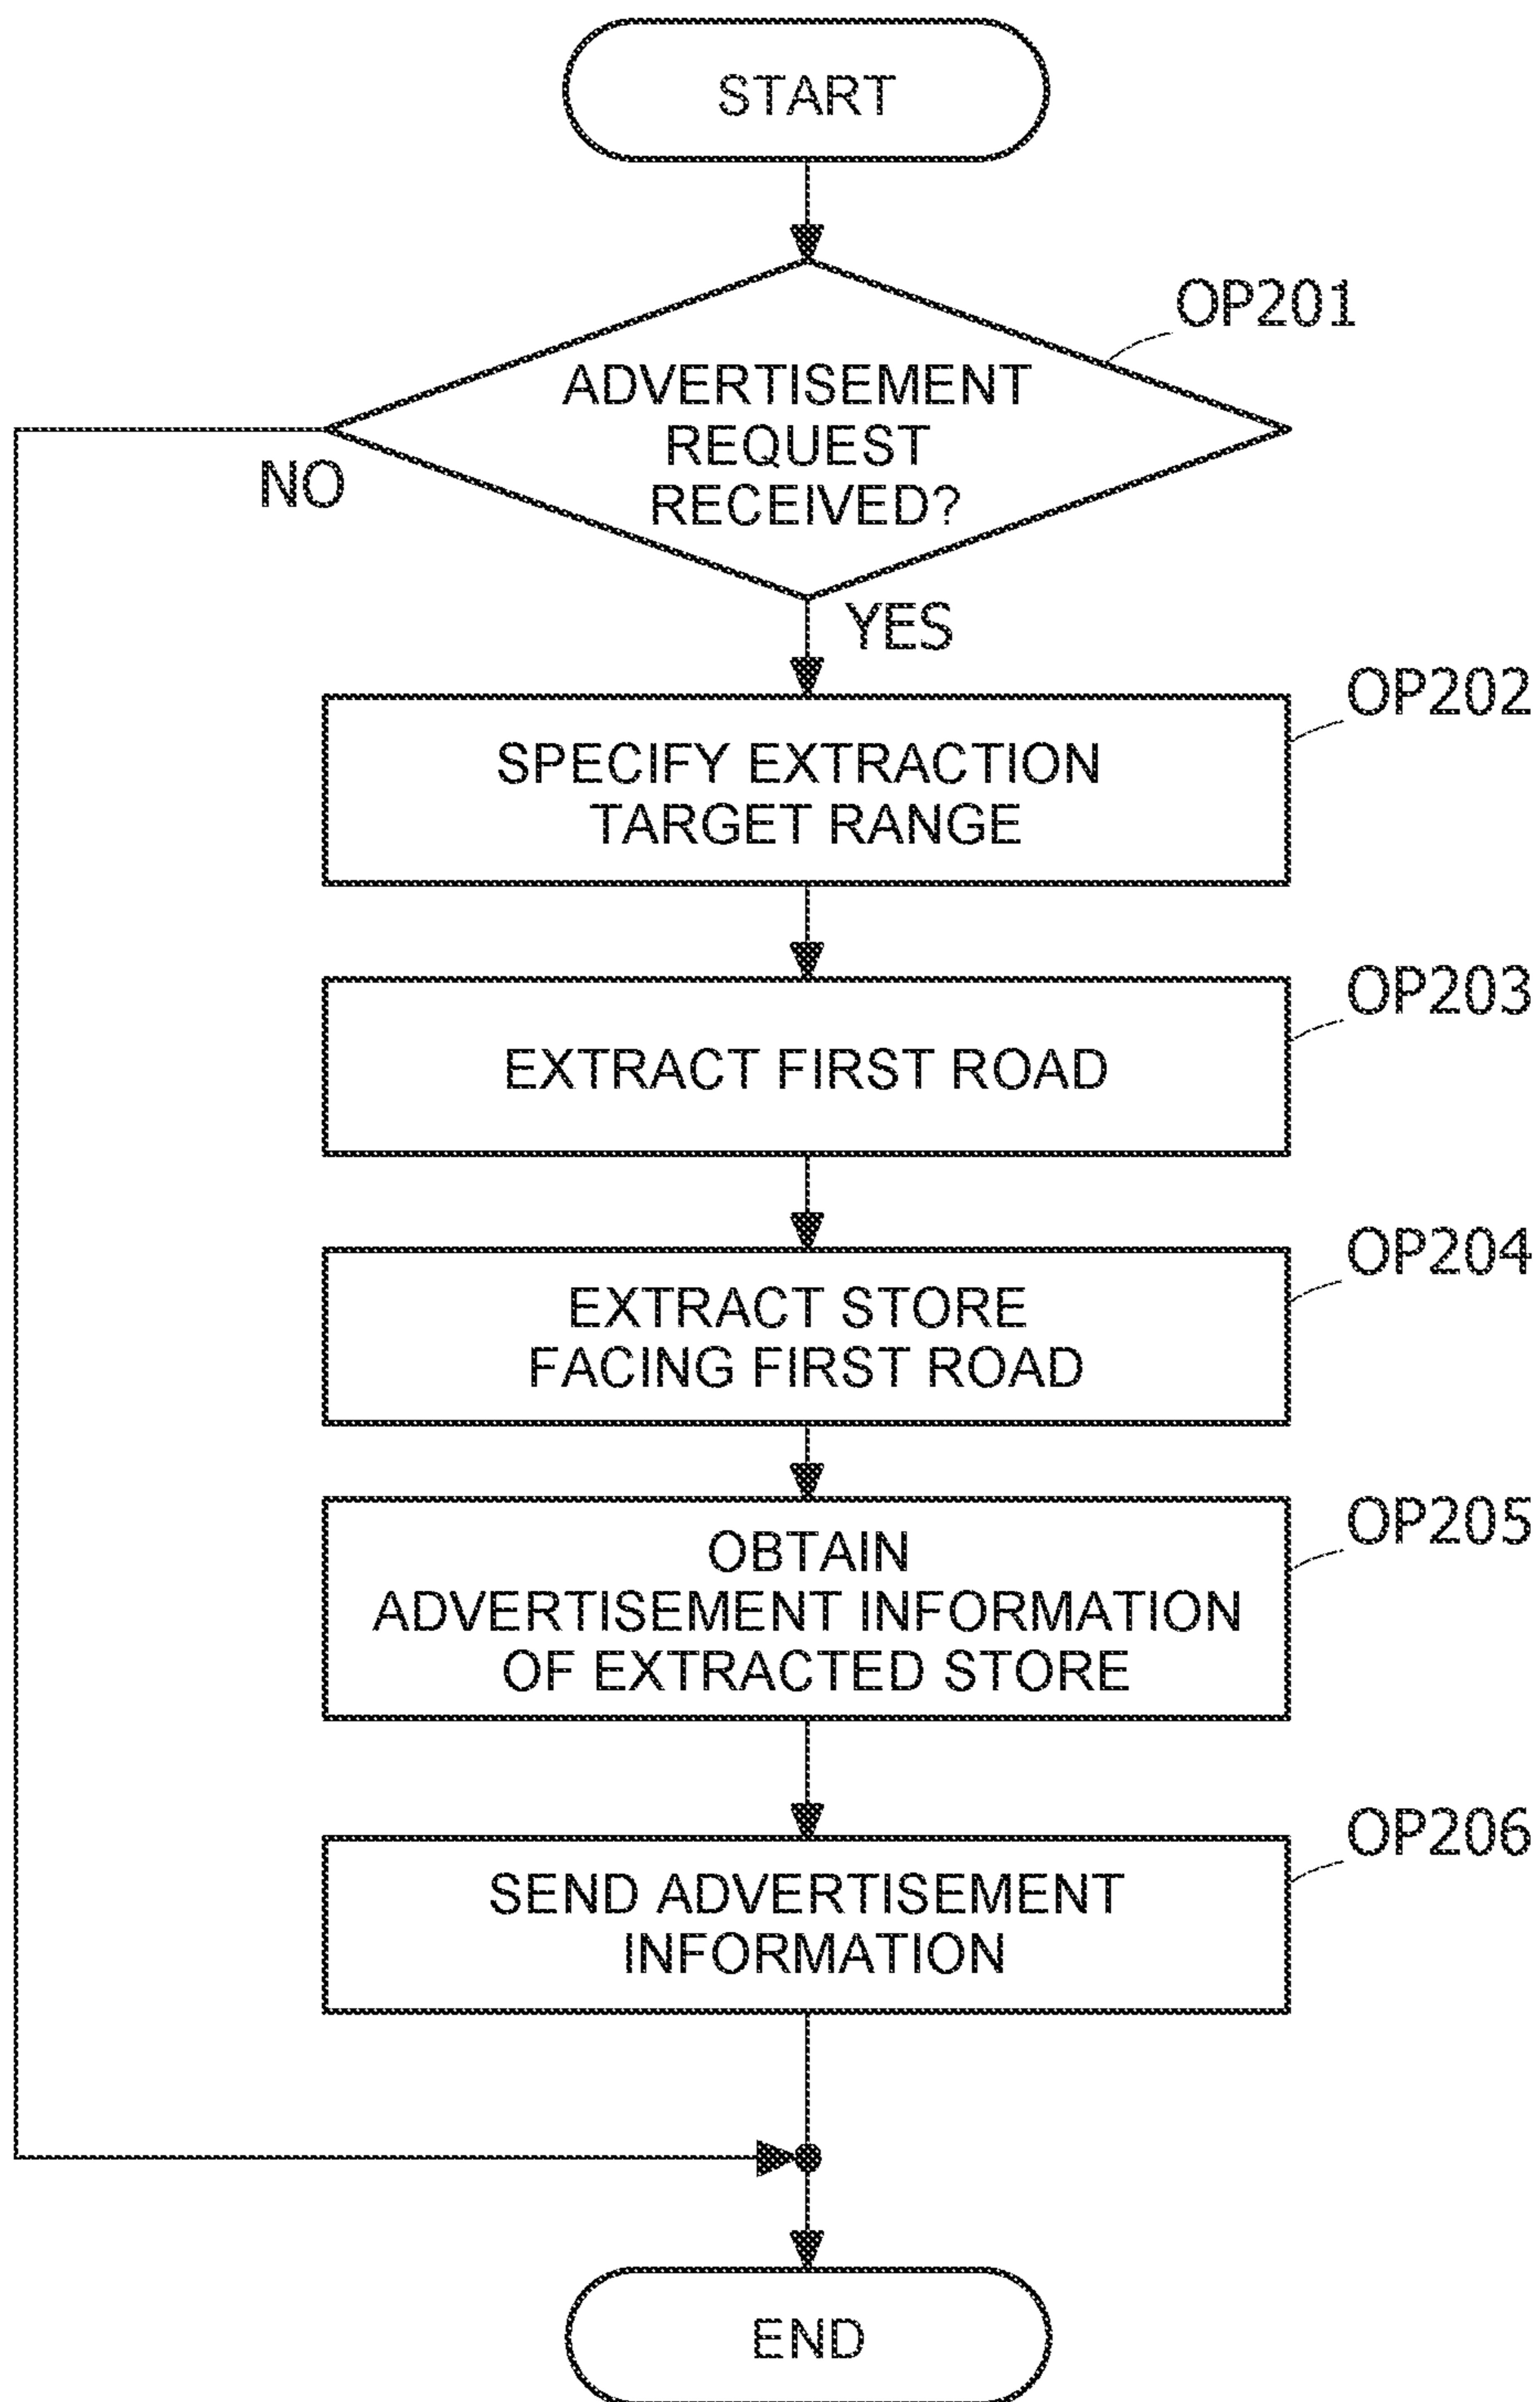 START
OP201
ADVERTISEMENT
REQUEST
RECEIVED?
NO
YES
OP202
SPECIFY EXTRACTION
TARGET RANGE
OP203
EXTRACT FIRST ROAD
OP204
EXTRACT STORE
FACING FIRST ROAD
OP205
OBTAIN
ADVERTISEMENT INFORMATION
OF EXTRACTED STORE
OP206
SEND ADVERTISEMENT
INFORMATION
END